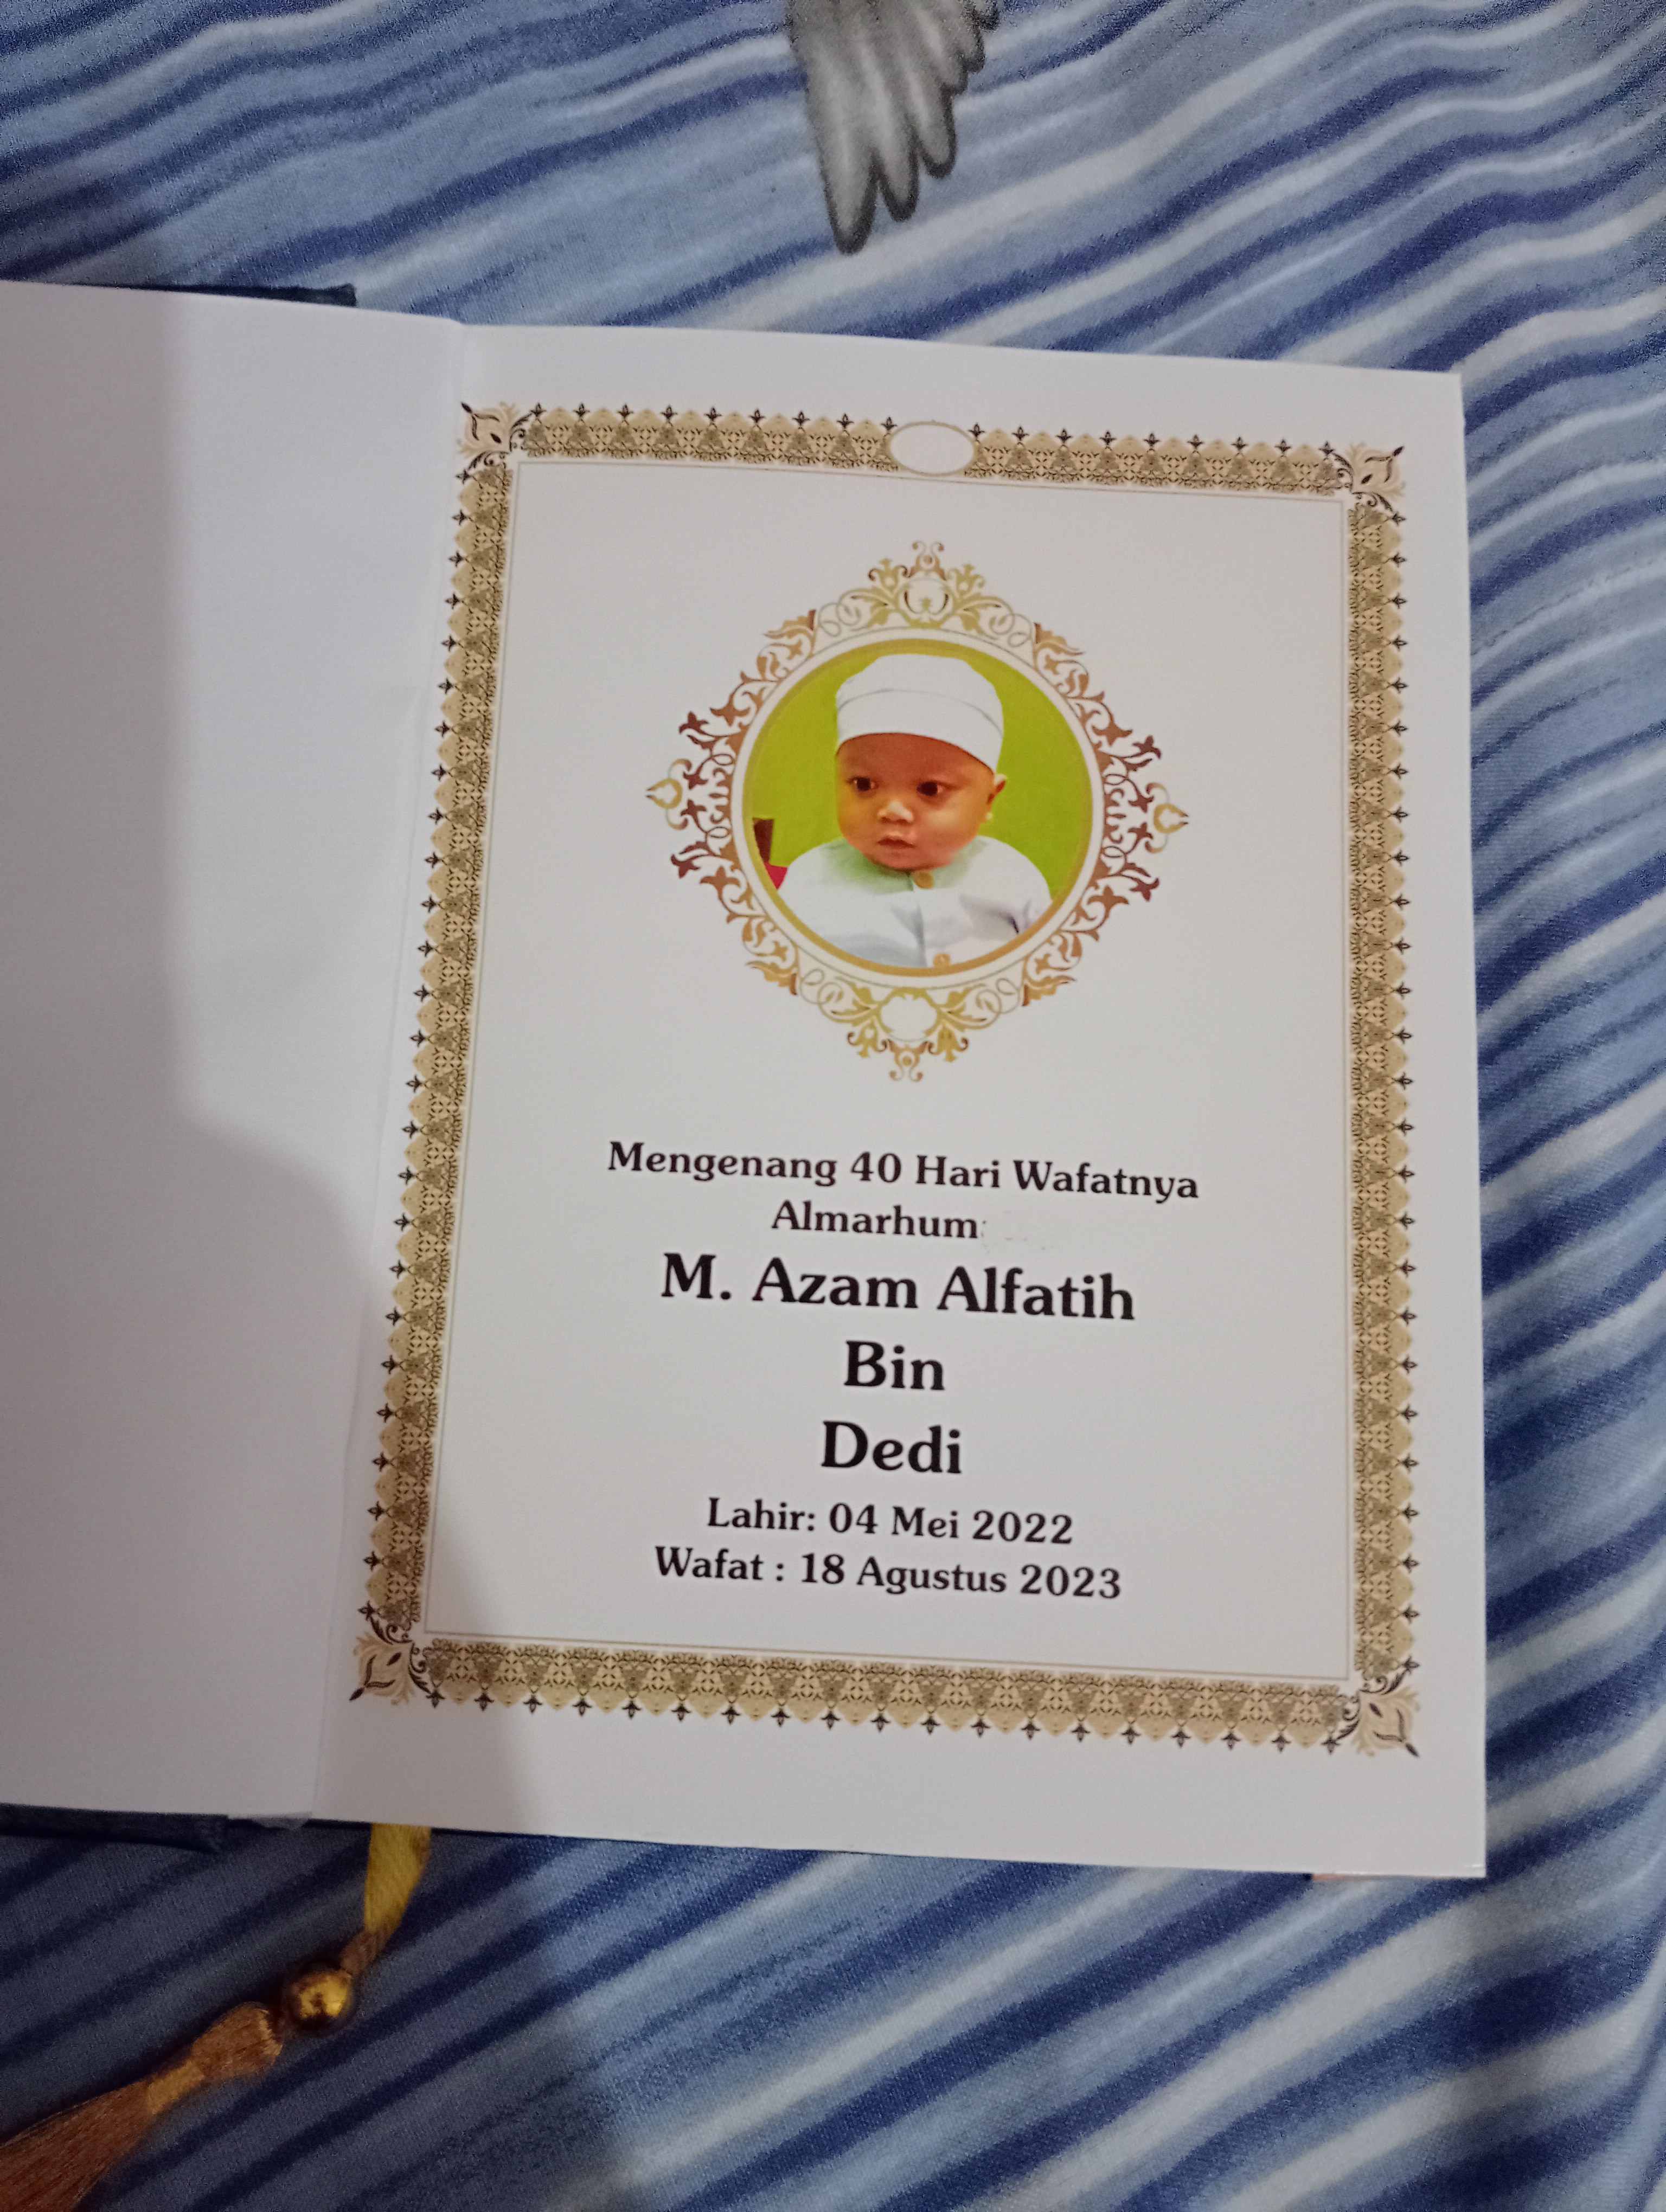 Mengenang 40 Hari Wafatnya
Almarhum
M. Azam Alfatih
Bin
Dedi
Lahir: 04 Mei 2022
Wafat : 18 Agustus 2023